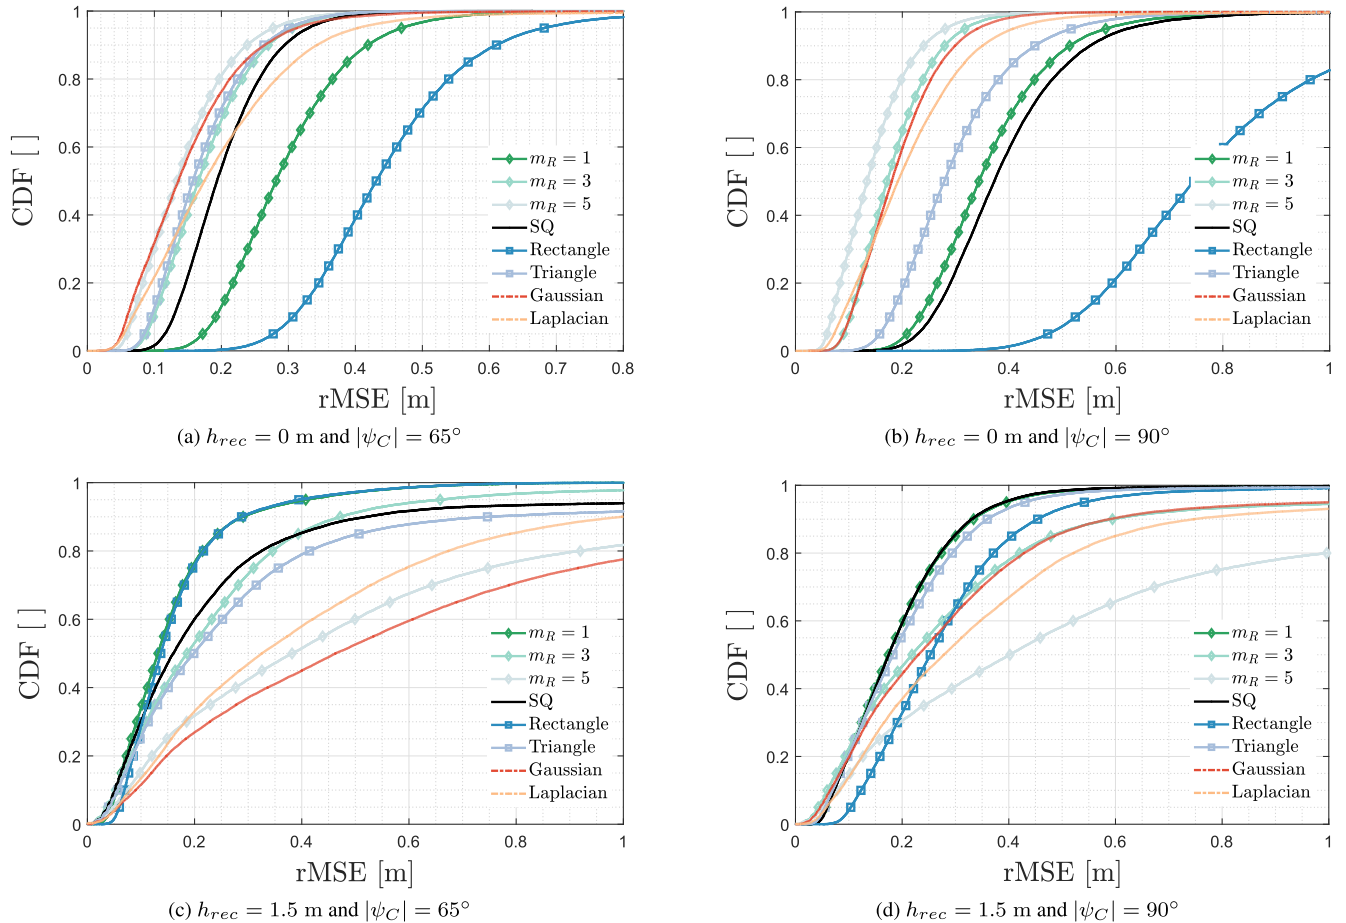 1
0.8
0.6
0.4
0.2
0
CDF [ ]
m_R = 1
m_R = 3
m_R = 5
SQ
Rectangle
Triangle
Gaussian
Laplacian
0 0.1 0.2 0.3 0.4 0.5 0.6 0.7 0.8
rMSE [m]
(a) h_rec = 0 m and |ψ_C| = 65°
1
0.8
0.6
0.4
0.2
0
CDF [ ]
m_R = 1
m_R = 3
m_R = 5
SQ
Rectangle
Triangle
Gaussian
Laplacian
0 0.2 0.4 0.6 0.8 1
rMSE [m]
(b) h_rec = 0 m and |ψ_C| = 90°
1
0.8
0.6
0.4
0.2
0
CDF [ ]
m_R = 1
m_R = 3
m_R = 5
SQ
Rectangle
Triangle
Gaussian
Laplacian
0 0.2 0.4 0.6 0.8 1
rMSE [m]
(c) h_rec = 1.5 m and |ψ_C| = 65°
1
0.8
0.6
0.4
0.2
0
CDF [ ]
m_R = 1
m_R = 3
m_R = 5
SQ
Rectangle
Triangle
Gaussian
Laplacian
0 0.2 0.4 0.6 0.8 1
rMSE [m]
(d) h_rec = 1.5 m and |ψ_C| = 90°